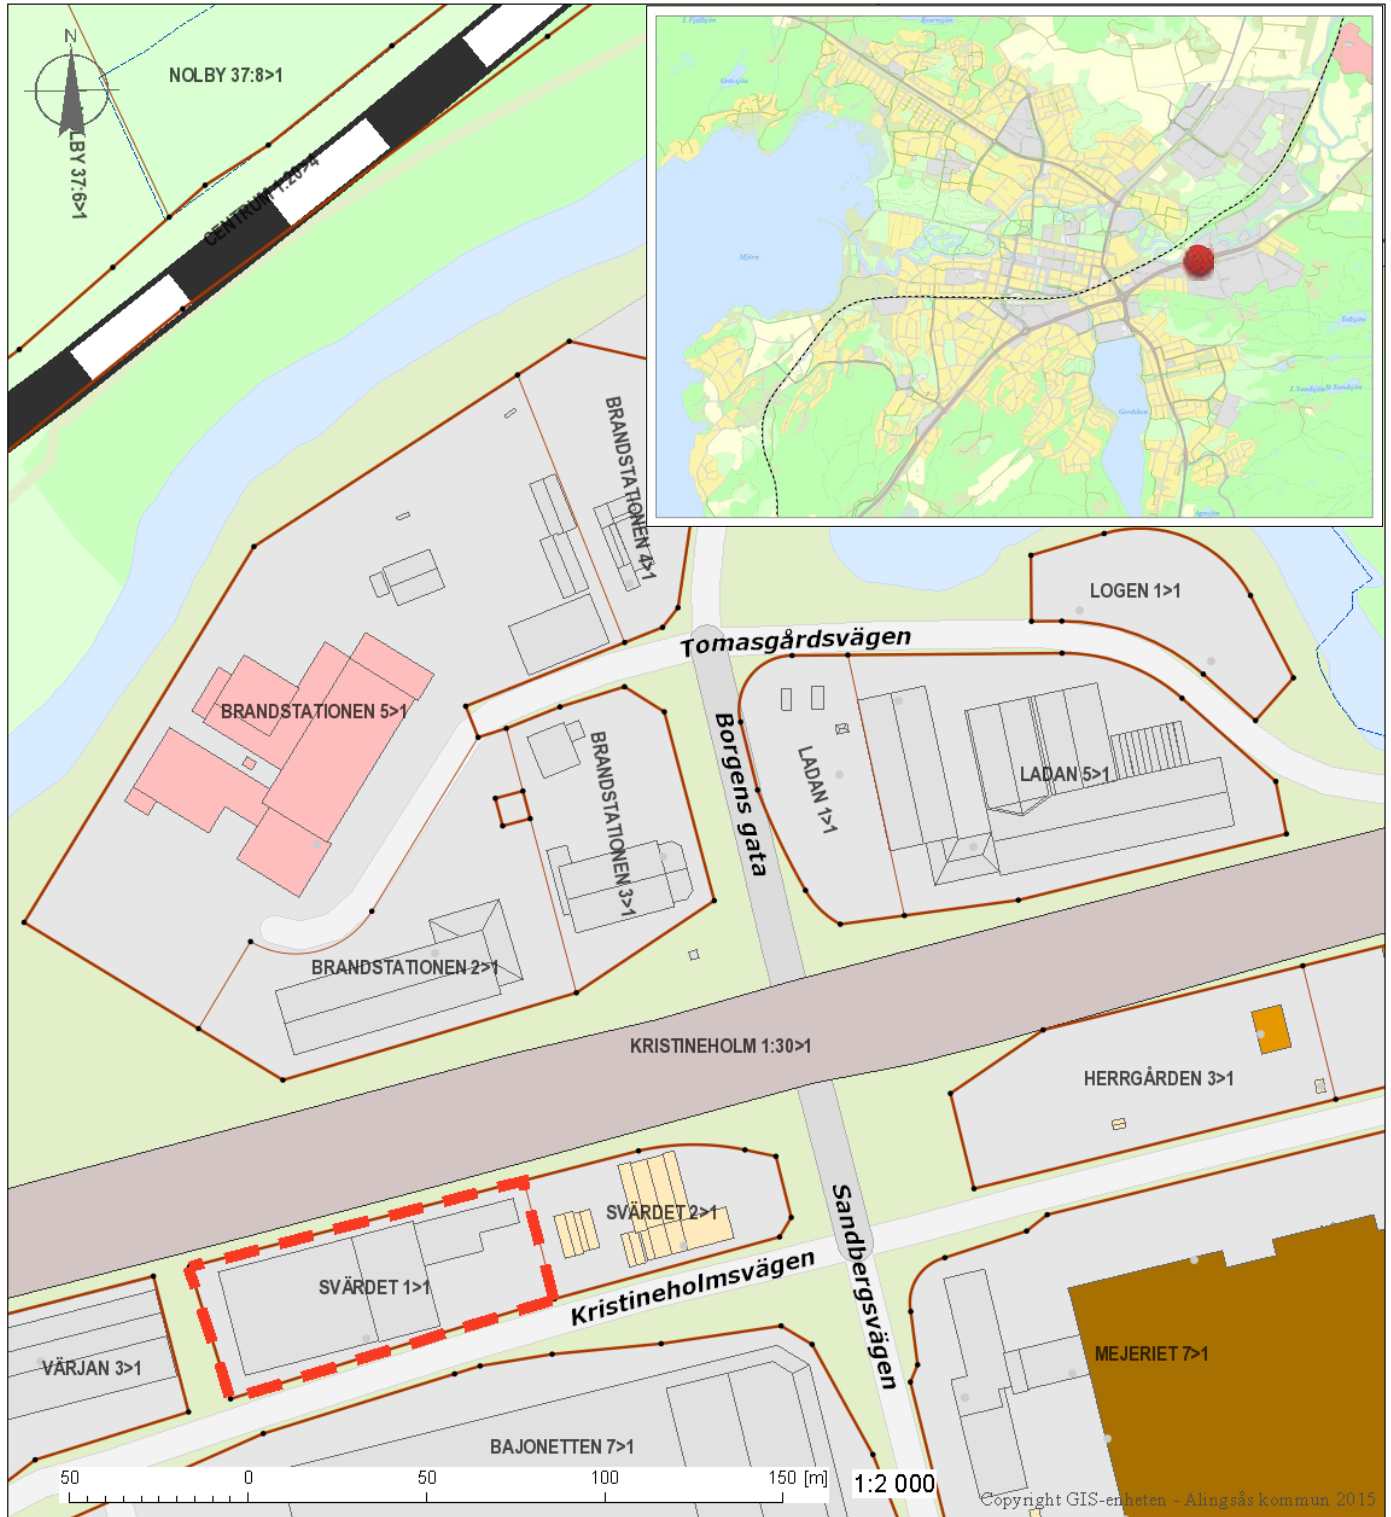 N
NOLBY 37:8>1
LBY 37:6>1
CENTRUM 1:20>4
Mjörn
Gerdsken
BRANDSTATIONEN 4>1
LOGEN 1>1
Tomasgårdsvägen
BRANDSTATIONEN 5>1
BRANDSTATIONEN 3>1
Borgens gata
LADAN 1>1
LADAN 5>1
BRANDSTATIONEN 2>1
KRISTINEHOLM 1:30>1
HERRGÅRDEN 3>1
SVÄRDET 2>1
SVÄRDET 1>1
Kristineholmsvägen
Sandbergsvägen
VÄRJAN 3>1
MEJERIET 7>1
BAJONETTEN 7>1
50 0 50 100 150 [m]
1:2 000
Copyright GIS-enheten - Alingsås kommun 2015